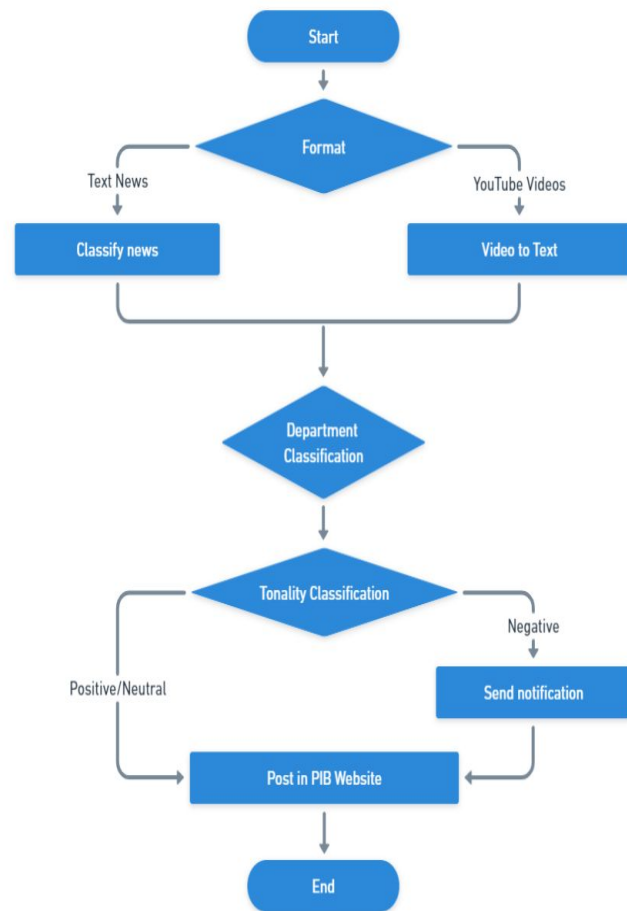 Start
Format
Text News
YouTube Videos
Classify news
Video to Text
Department
Classification
Tonality Classification
Negative
Positive/Neutral
Send notification
Post in PIB Website
End